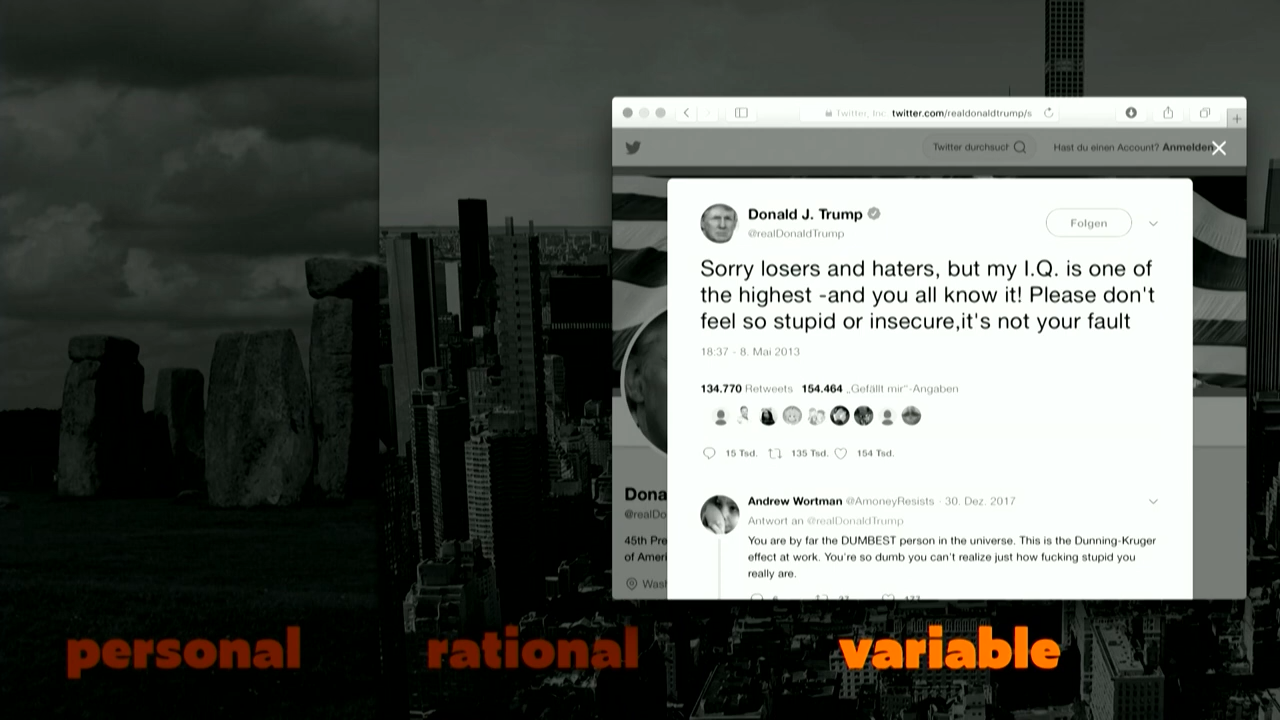 Twitter, Inc. twitter.com/realdonaldtrump/s
Twitter durchsuch
Hast du einen Account? Anmelden
Donald J. Trump
@realDonaldTrump
Folgen
Sorry losers and haters, but my I.Q. is one of
the highest -and you all know it! Please don't
feel so stupid or insecure,it's not your fault
18:37 - 8. Mai 2013
134.770 Retweets 154.464 „Gefällt mir“-Angaben
15 Tsd. 135 Tsd. 154 Tsd.
Dona
@realDo
45th Pre
of Ameri
Wash
Andrew Wortman @AmoneyResists · 30. Dez. 2017
Antwort an @realDonaldTrump
You are by far the DUMBEST person in the universe. This is the Dunning-Kruger
effect at work. You're so dumb you can't realize just how fucking stupid you
really are.
personal rational variable